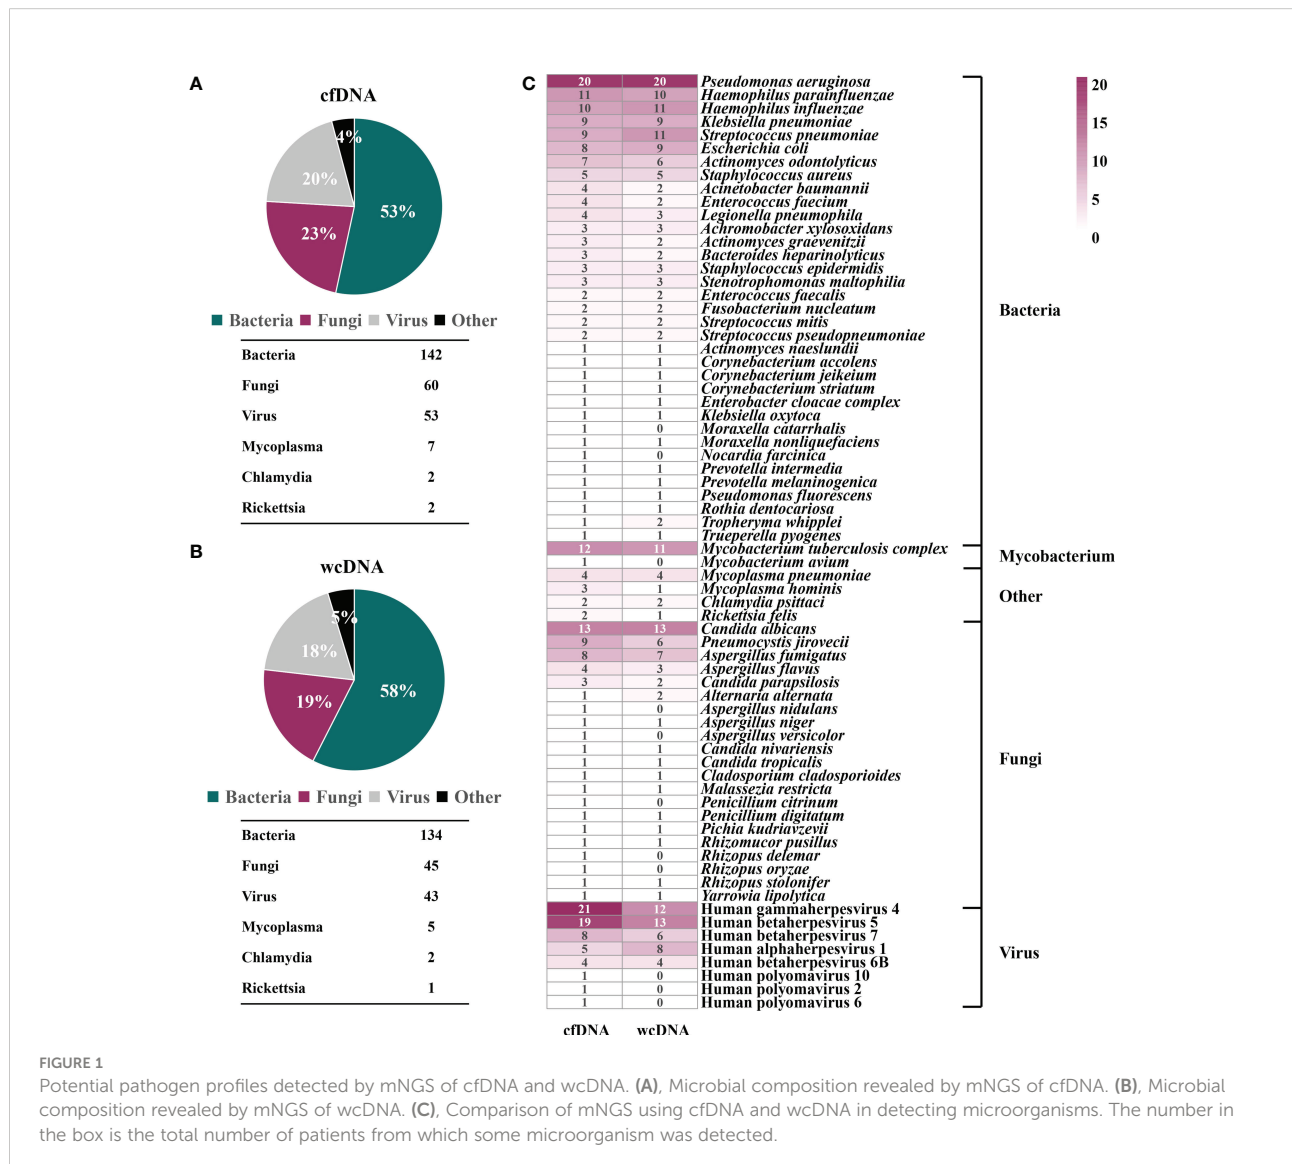 A
cfDNA
4%
20%
53%
23%
Bacteria Fungi Virus Other
Bacteria 142
Fungi 60
Virus 53
Mycoplasma 7
Chlamydia 2
Rickettsia 2
B
wcDNA
5%
18%
58%
19%
Bacteria Fungi Virus Other
Bacteria 134
Fungi 45
Virus 43
Mycoplasma 5
Chlamydia 2
Rickettsia 1
C
20 20 Pseudomonas aeruginosa
11 10 Haemophilus parainfluenzae
10 11 Haemophilus influenzae
9 9 Klebsiella pneumoniae
9 11 Streptococcus pneumoniae
8 9 Escherichia coli
7 6 Actinomyces odontolyticus
5 5 Staphylococcus aureus
4 2 Acinetobacter baumannii
4 2 Enterococcus faecium
4 3 Legionella pneumophila
3 3 Achromobacter xylosoxidans
3 2 Actinomyces graevenitzii
3 2 Bacteroides heparinolyticus
3 3 Staphylococcus epidermidis
3 3 Stenotrophomonas maltophilia
2 2 Enterococcus faecalis
2 2 Fusobacterium nucleatum
2 2 Streptococcus mitis
2 2 Streptococcus pseudopneumoniae
1 1 Actinomyces naeslundii
1 1 Corynebacterium accolens
1 1 Corynebacterium jeikeium
1 1 Corynebacterium striatum
1 1 Enterobacter cloacae complex
1 1 Klebsiella oxytoca
1 0 Moraxella catarrhalis
1 1 Moraxella nonliquefaciens
1 0 Nocardia farcinica
1 1 Prevotella intermedia
1 1 Prevotella melaninogenica
1 1 Pseudomonas fluorescens
1 1 Rothia dentocariosa
1 2 Tropheryma whipplei
1 1 Trueperella pyogenes
12 11 Mycobacterium tuberculosis complex
1 0 Mycobacterium avium
4 4 Mycoplasma pneumoniae
3 1 Mycoplasma hominis
2 2 Chlamydia psittaci
2 1 Rickettsia felis
13 13 Candida albicans
9 6 Pneumocystis jirovecii
8 7 Aspergillus fumigatus
4 3 Aspergillus flavus
3 2 Candida parapsilosis
1 2 Alternaria alternata
1 0 Aspergillus nidulans
1 1 Aspergillus niger
1 0 Aspergillus versicolor
1 1 Candida nivariensis
1 1 Candida tropicalis
1 1 Cladosporium cladosporioides
1 1 Malassezia restricta
1 0 Penicillium citrinum
1 1 Penicillium digitatum
1 1 Pichia kudriavzevii
1 1 Rhizomucor pusillus
1 0 Rhizopus delemar
1 0 Rhizopus oryzae
1 1 Rhizopus stolonifer
1 1 Yarrowia lipolytica
21 12 Human gammaherpesvirus 4
19 13 Human betaherpesvirus 5
8 6 Human betaherpesvirus 7
5 8 Human alphaherpesvirus 1
4 4 Human betaherpesvirus 6B
1 0 Human polyomavirus 10
1 0 Human polyomavirus 2
1 0 Human polyomavirus 6
cfDNA wcDNA
Bacteria
Mycobacterium
Other
Fungi
Virus
20
15
10
5
0
FIGURE 1
Potential pathogen profiles detected by mNGS of cfDNA and wcDNA. (A), Microbial composition revealed by mNGS of cfDNA. (B), Microbial
composition revealed by mNGS of wcDNA. (C), Comparison of mNGS using cfDNA and wcDNA in detecting microorganisms. The number in
the box is the total number of patients from which some microorganism was detected.